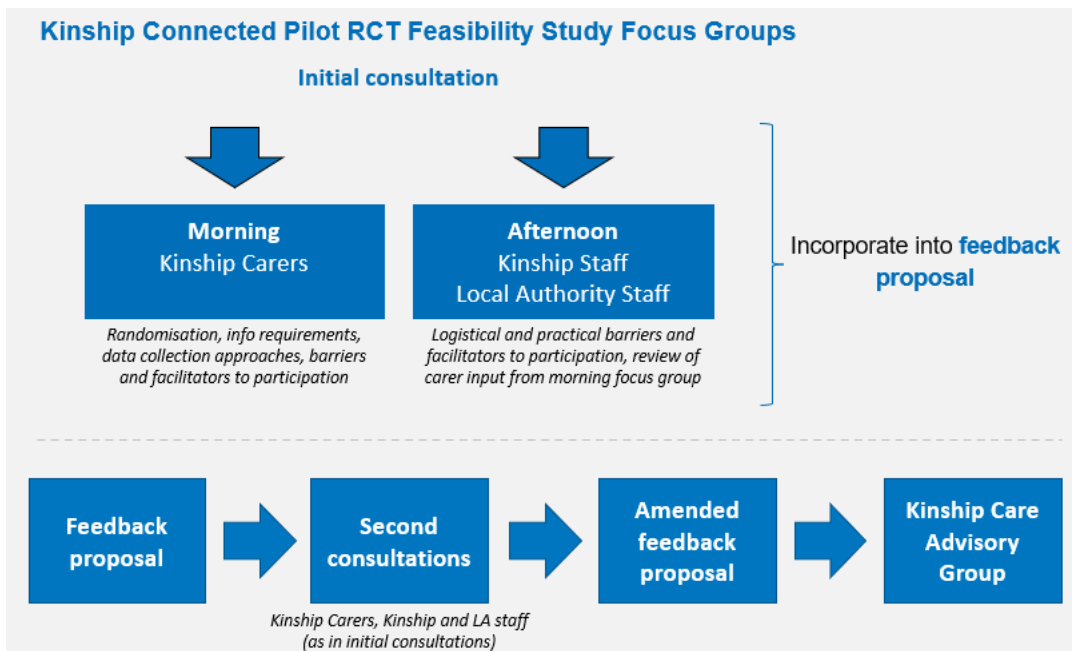 Kinship Connected Pilot RCT Feasibility Study Focus Groups
Initial consultation
Morning
Kinship Carers
Randomisation, info requirements,
data collection approaches, barriers
and facilitators to participation
Afternoon
Kinship Staff
Local Authority Staff
Logistical and practical barriers and
facilitators to participation, review of
carer input from morning focus group
Incorporate into feedback
proposal
Feedback
proposal
Second
consultations
Kinship Carers, Kinship and LA staff
(as in initial consultations)
Amended
feedback
proposal
Kinship Care
Advisory
Group